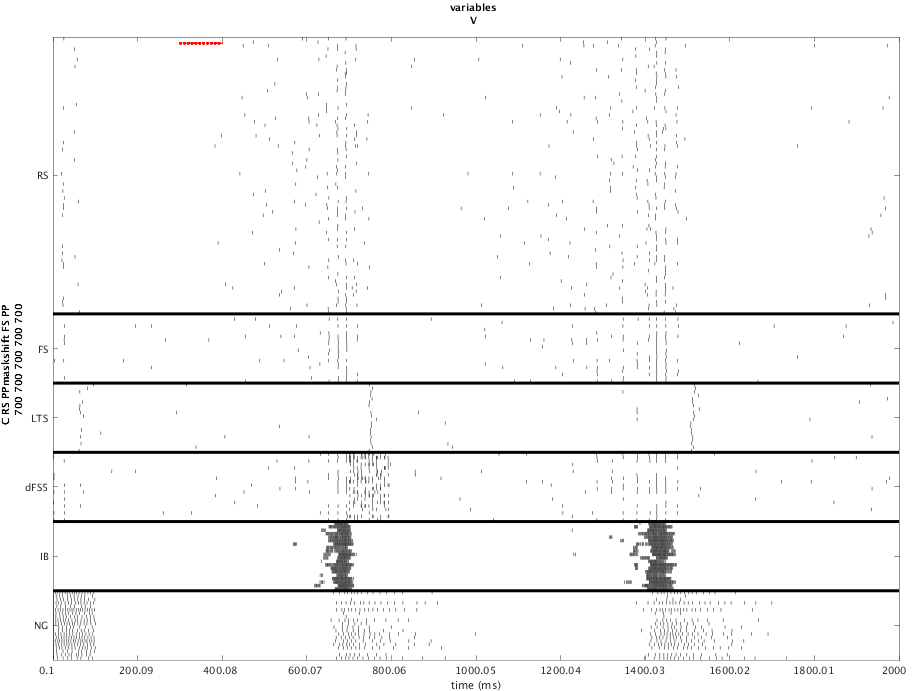 variables
V
C RS PPmaskshift FS PP
700 700 700 700 700
RS
FS
LTS
dFS5
IB
NG
0.1 200.09 400.08 600.07 800.06 1000.05 1200.04 1400.03 1600.02 1800.01 2000
time (ms)